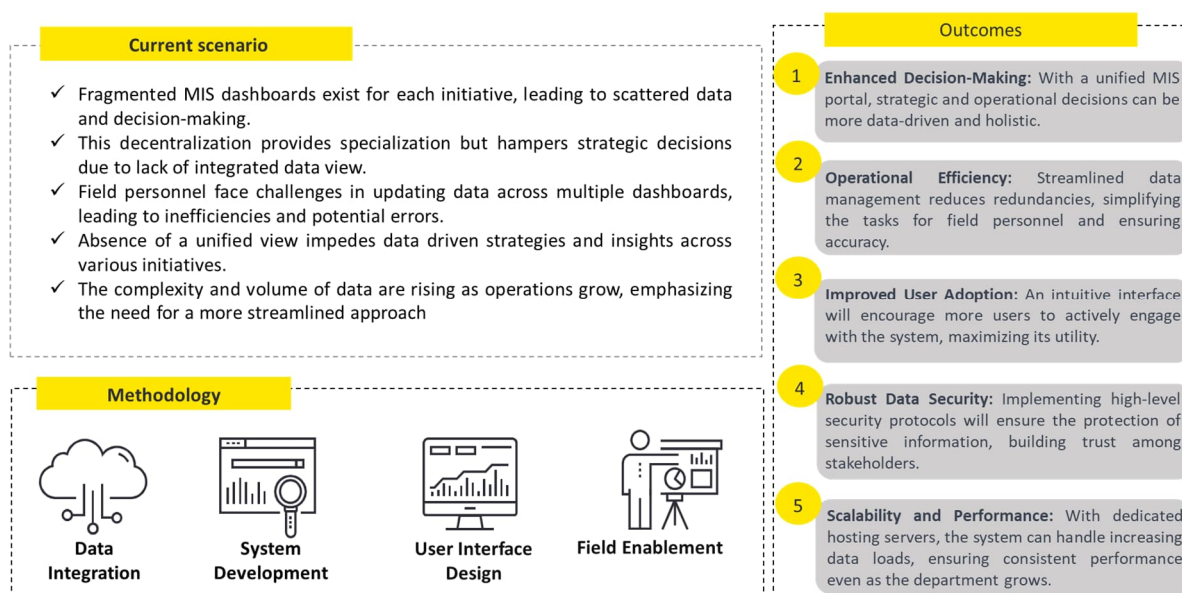 Current scenario
✓ Fragmented MIS dashboards exist for each initiative, leading to scattered data
and decision-making.
✓ This decentralization provides specialization but hampers strategic decisions
due to lack of integrated data view.
✓ Field personnel face challenges in updating data across multiple dashboards,
leading to inefficiencies and potential errors.
✓ Absence of a unified view impedes data driven strategies and insights across
various initiatives.
✓ The complexity and volume of data are rising as operations grow, emphasizing
the need for a more streamlined approach
Methodology
Data
Integration
System
Development
User Interface
Design
Field Enablement
Outcomes
1
Enhanced Decision-Making: With a unified MIS
portal, strategic and operational decisions can be
more data-driven and holistic.
2
Operational Efficiency: Streamlined data
management reduces redundancies, simplifying
the tasks for field personnel and ensuring
accuracy.
3
Improved User Adoption: An intuitive interface
will encourage more users to actively engage
with the system, maximizing its utility.
4
Robust Data Security: Implementing high-level
security protocols will ensure the protection of
sensitive information, building trust among
stakeholders.
5
Scalability and Performance: With dedicated
hosting servers, the system can handle increasing
data loads, ensuring consistent performance
even as the department grows.